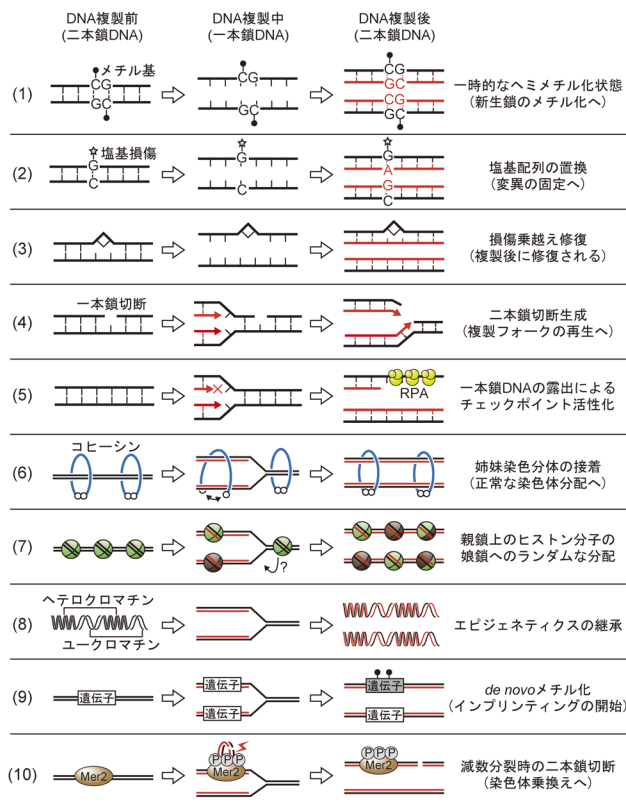 DNA複製前
(二本鎖DNA)
DNA複製中
(一本鎖DNA)
DNA複製後
(二本鎖DNA)
(1)
メチル基
CG
GC
CG
GC
CG
GC
CG
GC
一時的なヘミメチル化状態
(新生鎖のメチル化へ)
(2)
塩基損傷
G
C
G
C
G
A
G
C
塩基配列の置換
(変異の固定へ)
(3)
損傷乗越え修復
(複製後に修復される)
(4)
一本鎖切断
二本鎖切断生成
(複製フォークの再生へ)
(5)
RPA
一本鎖DNAの露出による
チェックポイント活性化
(6)
コヒーシン
姉妹染色分体の接着
(正常な染色体分配へ)
(7)
?
親鎖上のヒストン分子の
娘鎖へのランダムな分配
(8)
ヘテロクロマチン
ユークロマチン
エピジェネティクスの継承
(9)
遺伝子
遺伝子
遺伝子
遺伝子
遺伝子
de novoメチル化
(インプリンティングの開始)
(10)
Mer2
PPP
Mer2
PPP
Mer2
減数分裂時の二本鎖切断
(染色体乗換えへ)